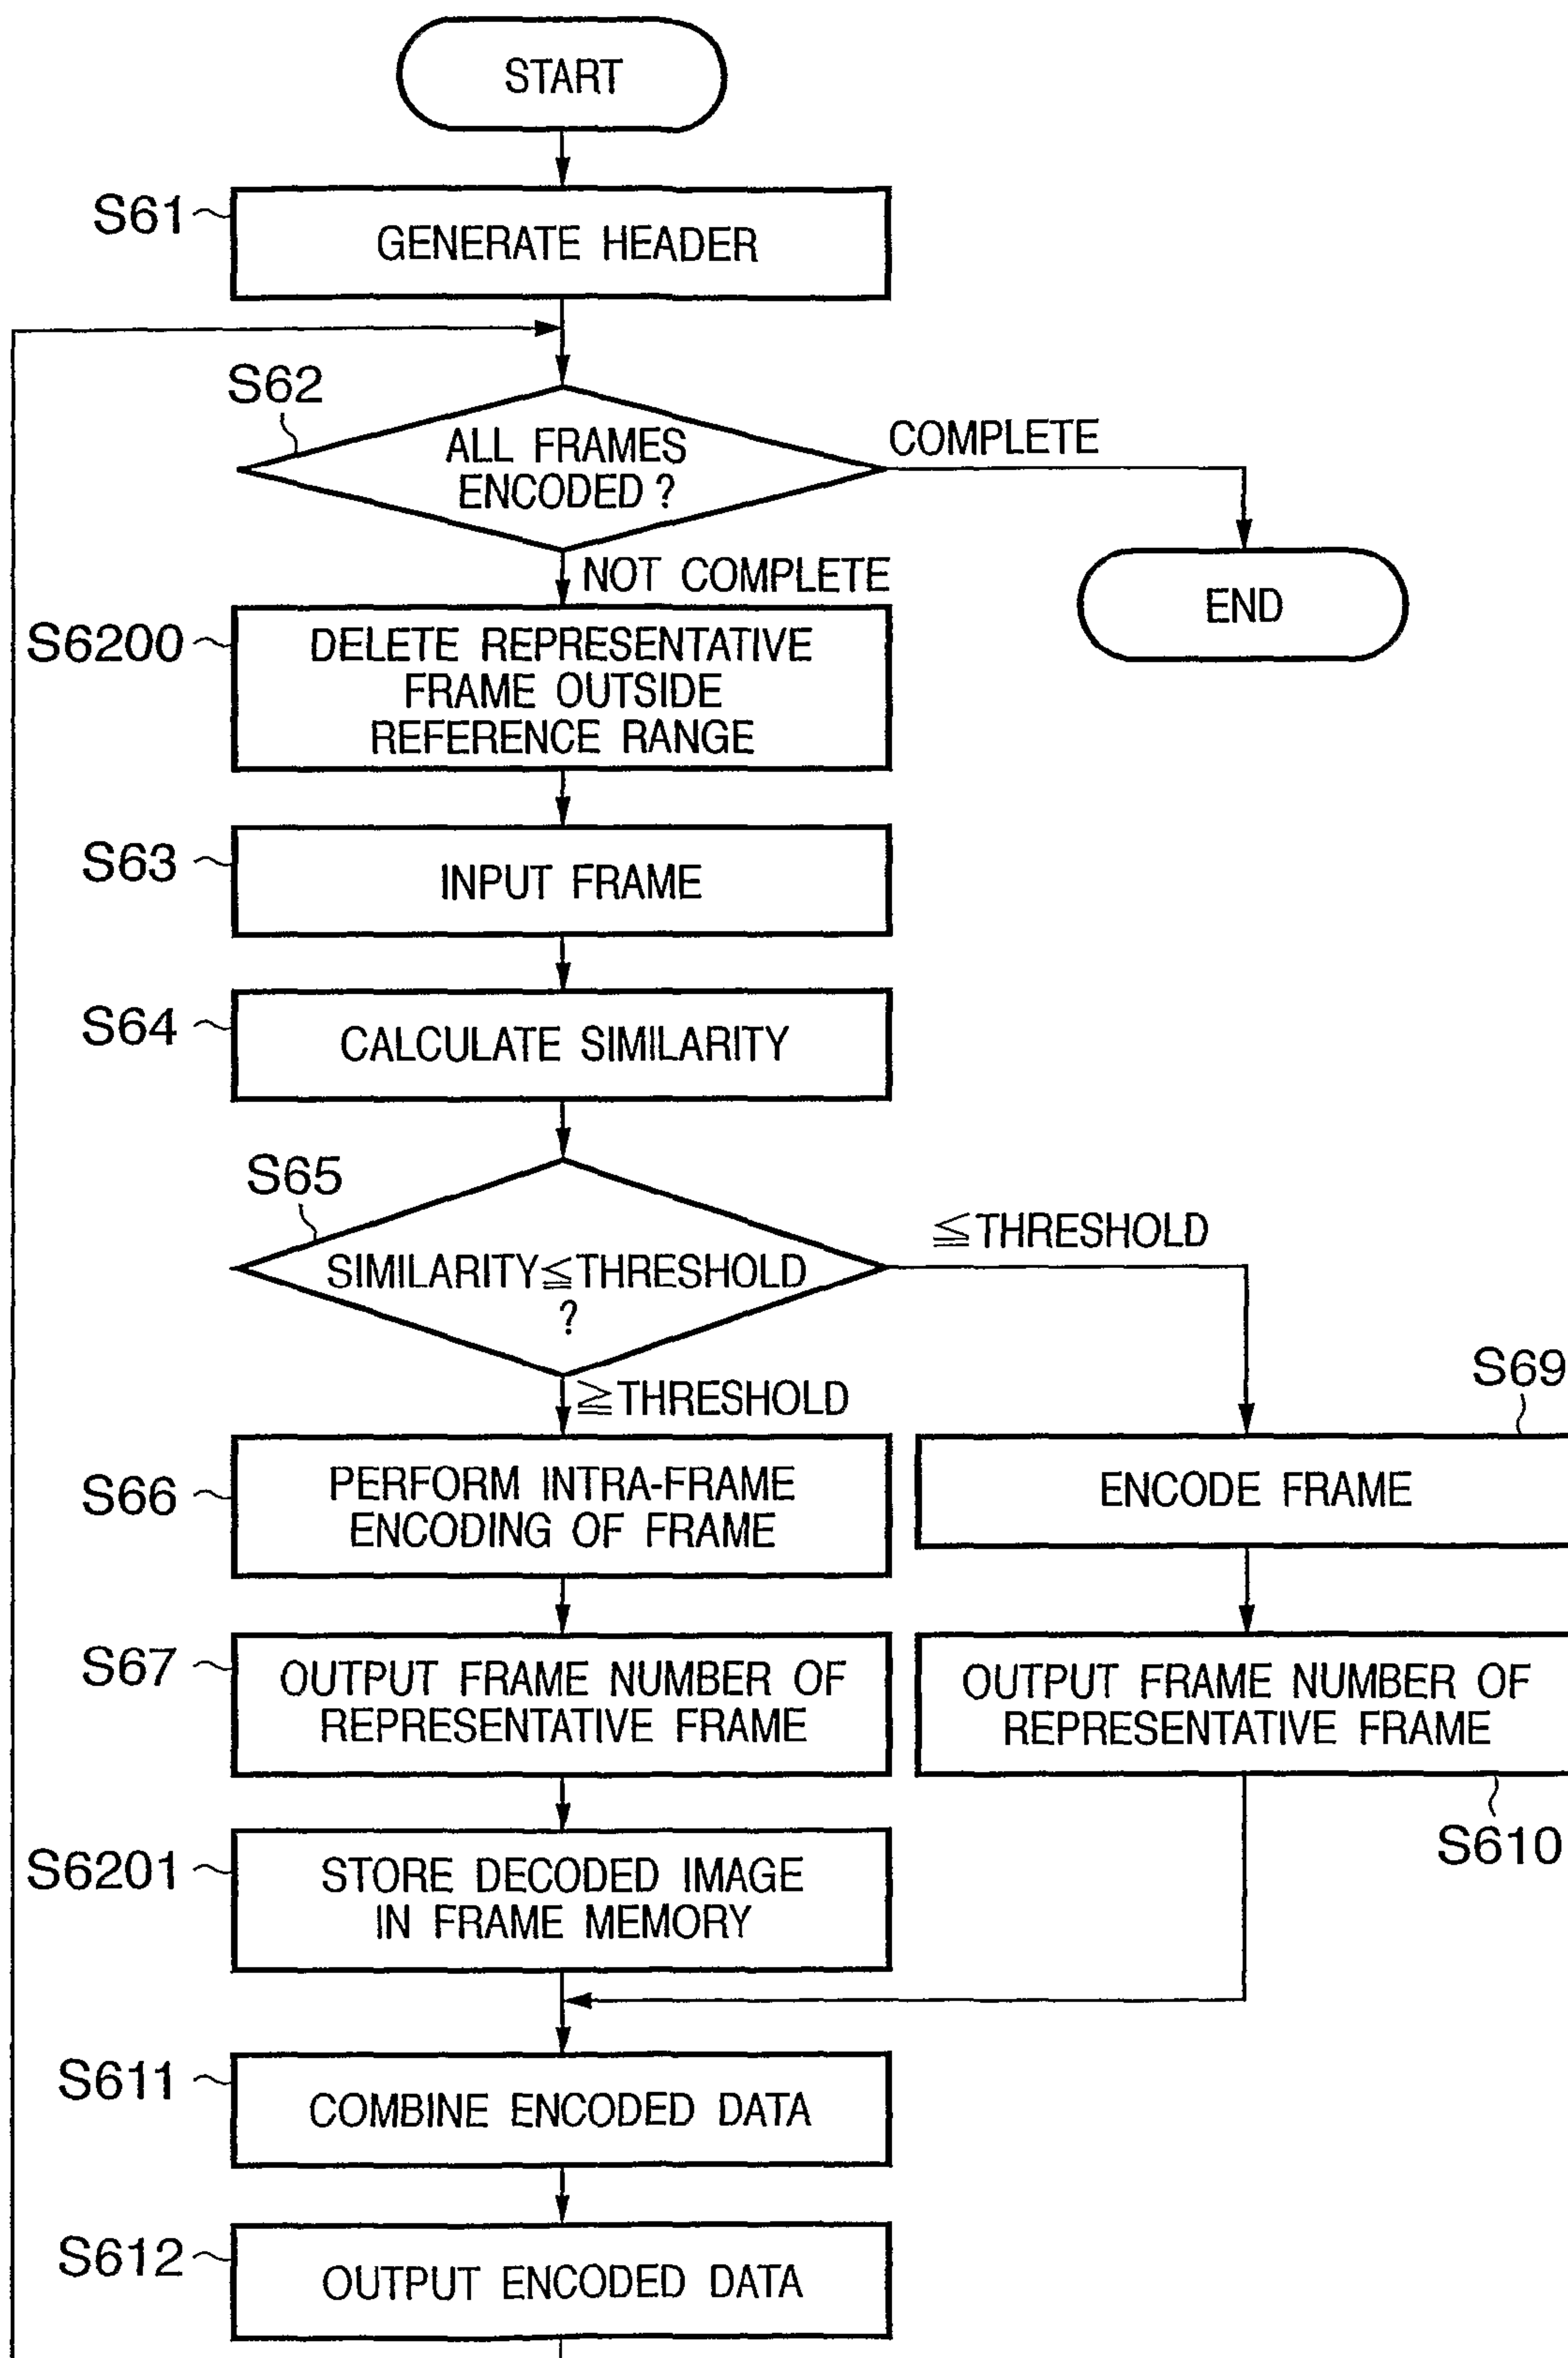 START
S61
GENERATE HEADER
S62
ALL FRAMES
ENCODED ?
COMPLETE
END
NOT COMPLETE
S6200
DELETE REPRESENTATIVE
FRAME OUTSIDE
REFERENCE RANGE
S63
INPUT FRAME
S64
CALCULATE SIMILARITY
S65
SIMILARITY≦THRESHOLD
?
≦THRESHOLD
≧THRESHOLD
S66
PERFORM INTRA-FRAME
ENCODING OF FRAME
S69
ENCODE FRAME
S67
OUTPUT FRAME NUMBER OF
REPRESENTATIVE FRAME
OUTPUT FRAME NUMBER OF
REPRESENTATIVE FRAME
S610
S6201
STORE DECODED IMAGE
IN FRAME MEMORY
S611
COMBINE ENCODED DATA
S612
OUTPUT ENCODED DATA